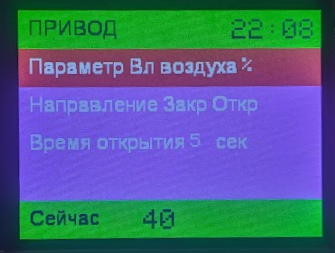 ПРИВОД 22:08
Параметр Вл воздуха %
Направление Закр Откр
Время открытия 5 сек
Сейчас 40